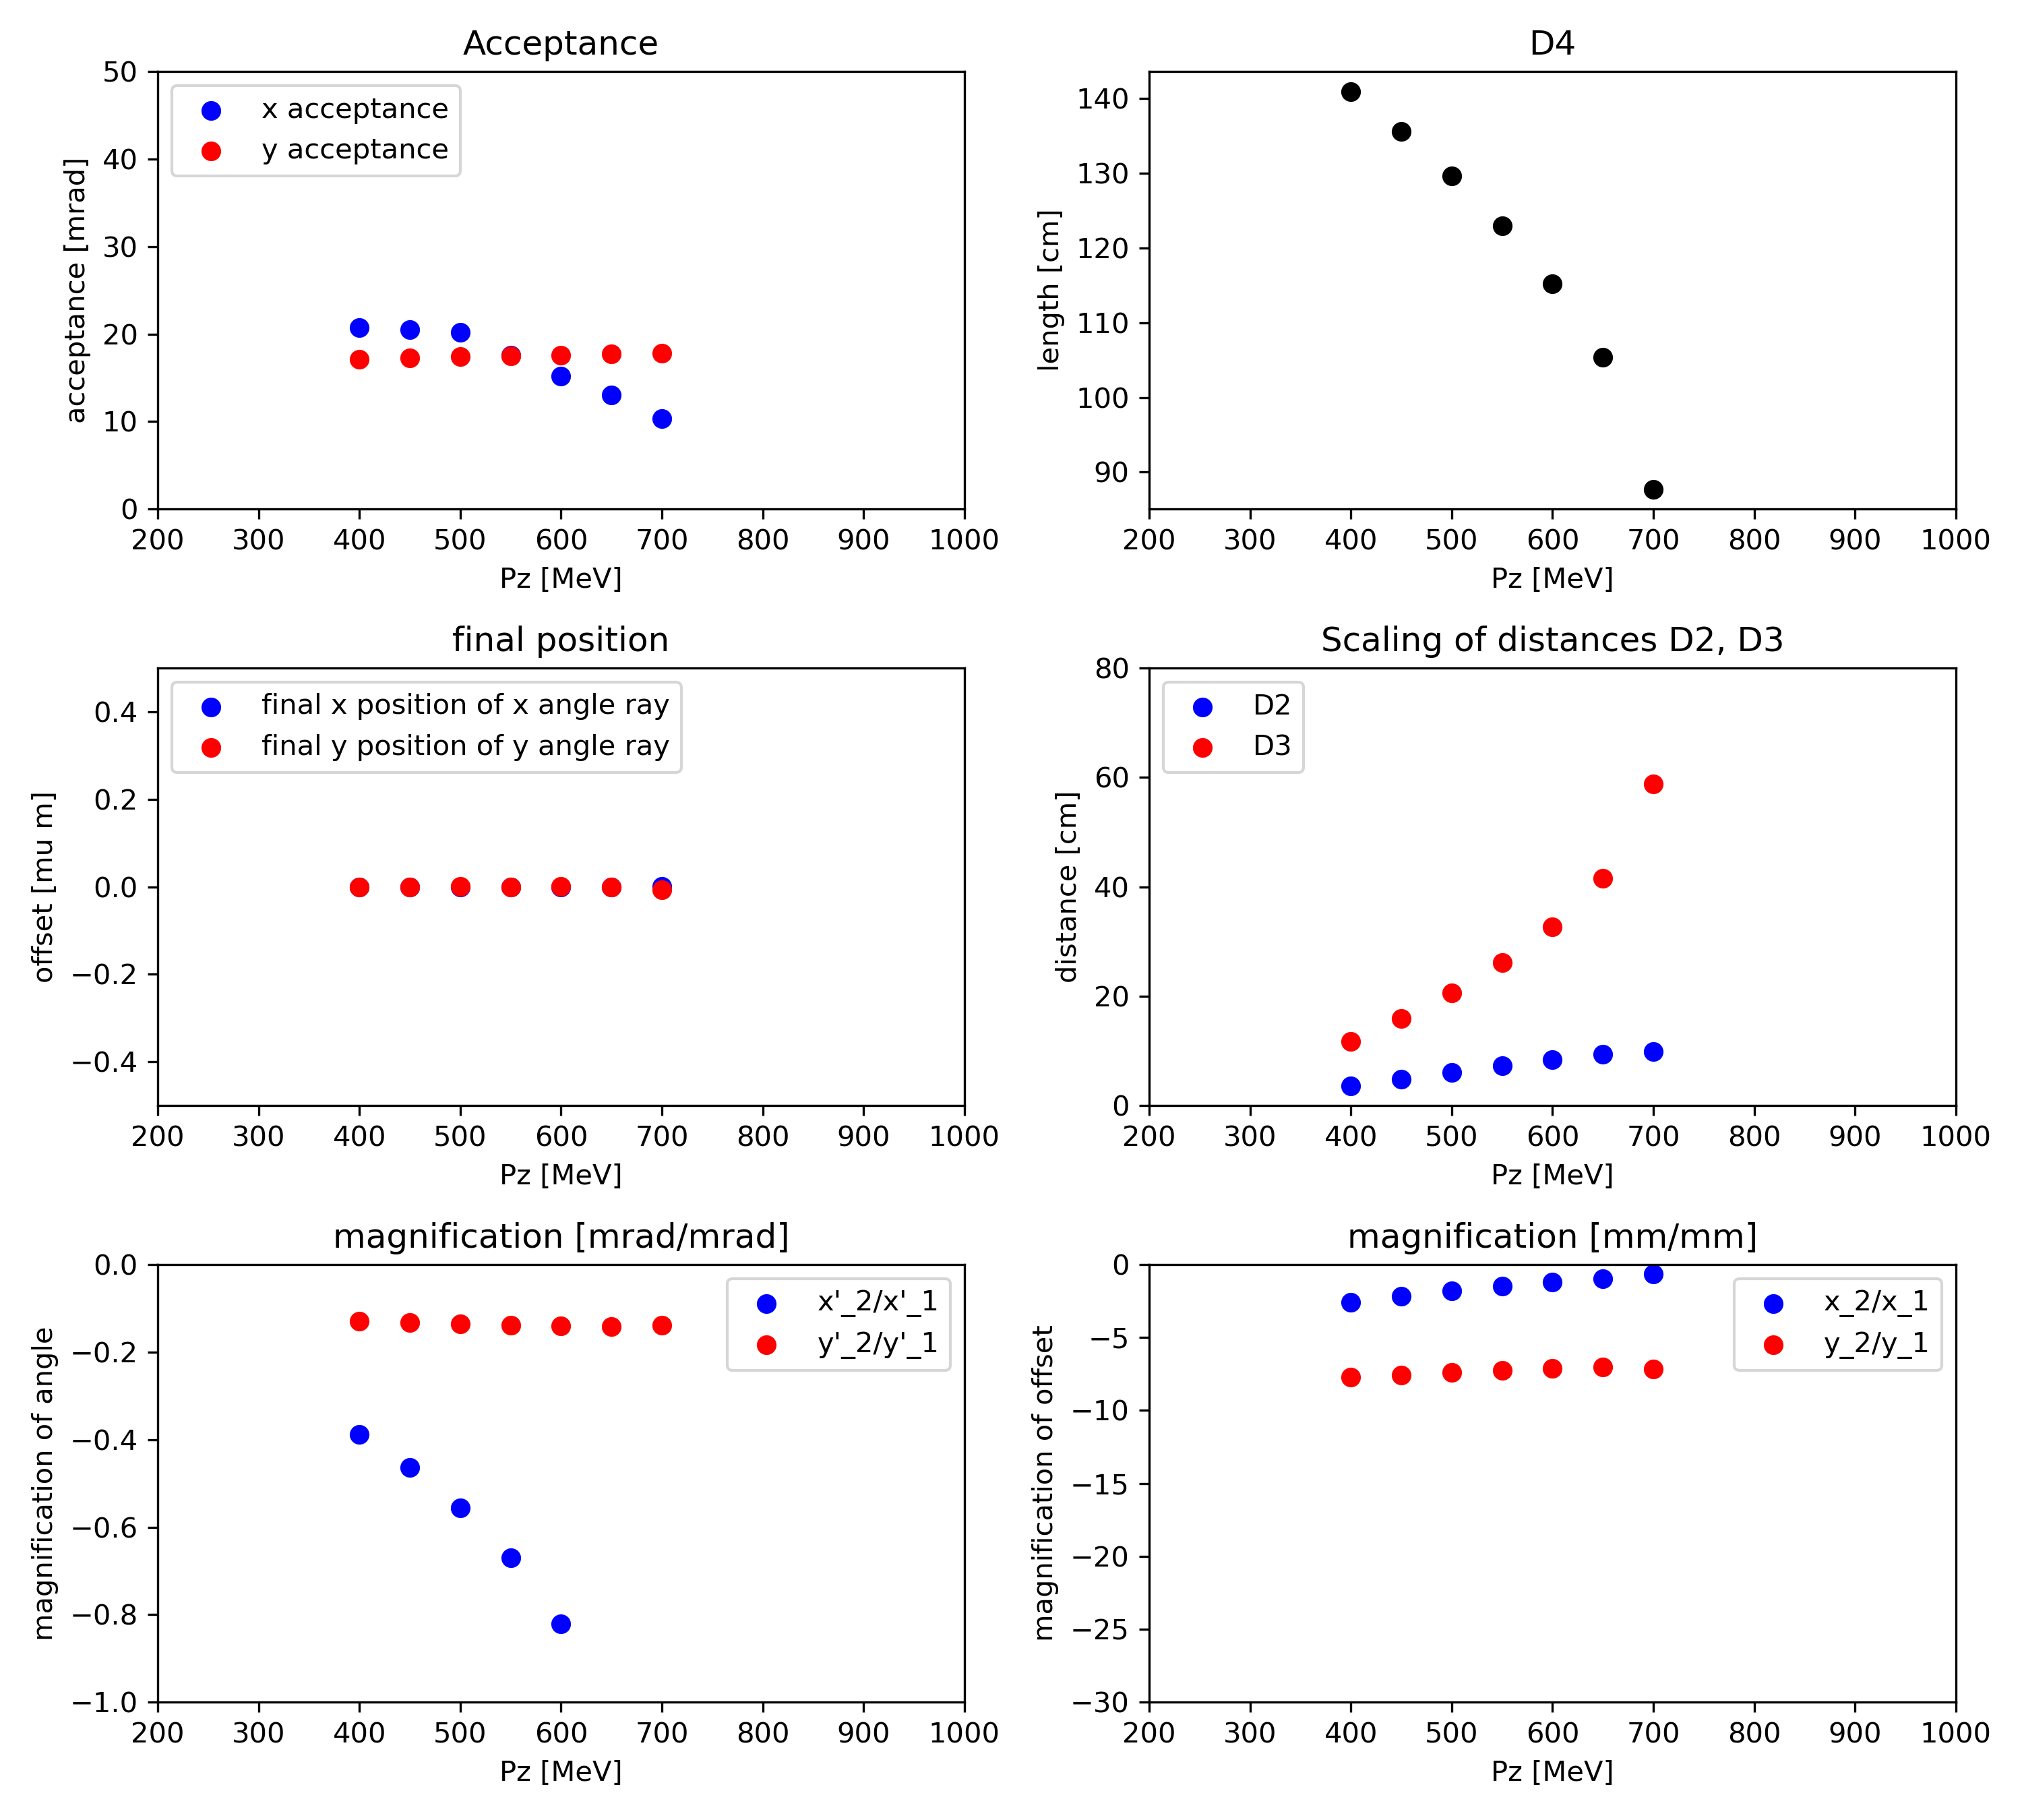 Acceptance
50
40
30
20
10
0
acceptance [mrad]
x acceptance
y acceptance
200 300 400 500 600 700 800 900 1000
Pz [MeV]
D4
140
130
120
110
100
90
length [cm]
200 300 400 500 600 700 800 900 1000
Pz [MeV]
final position
0.4
0.2
0.0
−0.2
−0.4
offset [mu m]
final x position of x angle ray
final y position of y angle ray
200 300 400 500 600 700 800 900 1000
Pz [MeV]
Scaling of distances D2, D3
80
60
40
20
0
distance [cm]
D2
D3
200 300 400 500 600 700 800 900 1000
Pz [MeV]
magnification [mrad/mrad]
0.0
−0.2
−0.4
−0.6
−0.8
−1.0
magnification of angle
x'_2/x'_1
y'_2/y'_1
200 300 400 500 600 700 800 900 1000
Pz [MeV]
magnification [mm/mm]
0
−5
−10
−15
−20
−25
−30
magnification of offset
x_2/x_1
y_2/y_1
200 300 400 500 600 700 800 900 1000
Pz [MeV]